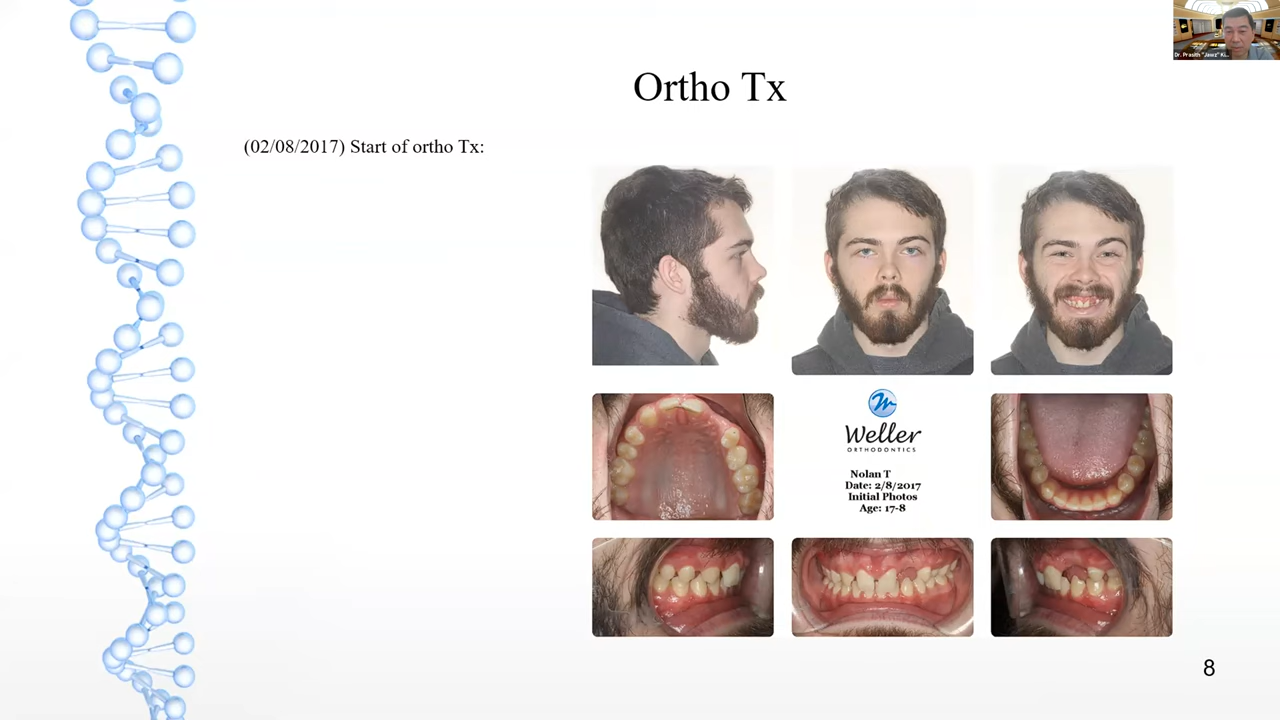 Dr. Prasith "Jawz" Ki...
Ortho Tx
(02/08/2017) Start of ortho Tx:
Weller
ORTHODONTICS
Nolan T
Date: 2/8/2017
Initial Photos
Age: 17-8
8